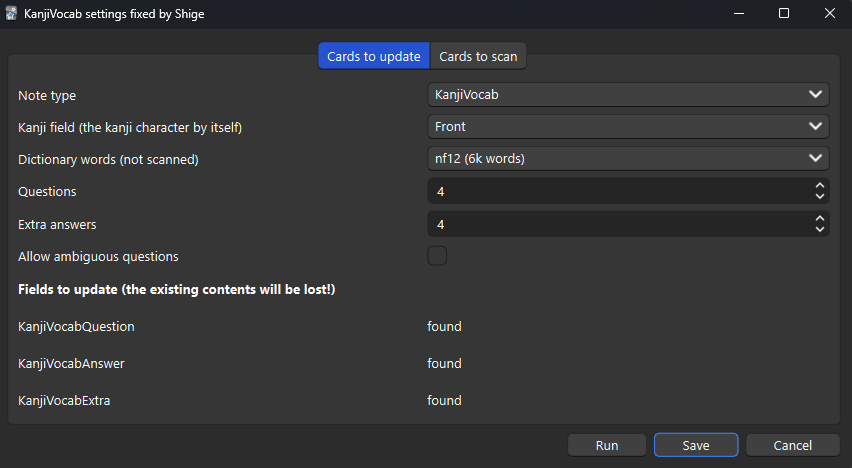 KanjiVocab settings fixed by Shige
Cards to update Cards to scan
Note type KanjiVocab
Kanji field (the kanji character by itself) Front
Dictionary words (not scanned) nf12 (6k words)
Questions 4
Extra answers 4
Allow ambiguous questions
Fields to update (the existing contents will be lost!)
KanjiVocabQuestion found
KanjiVocabAnswer found
KanjiVocabExtra found
Run Save Cancel